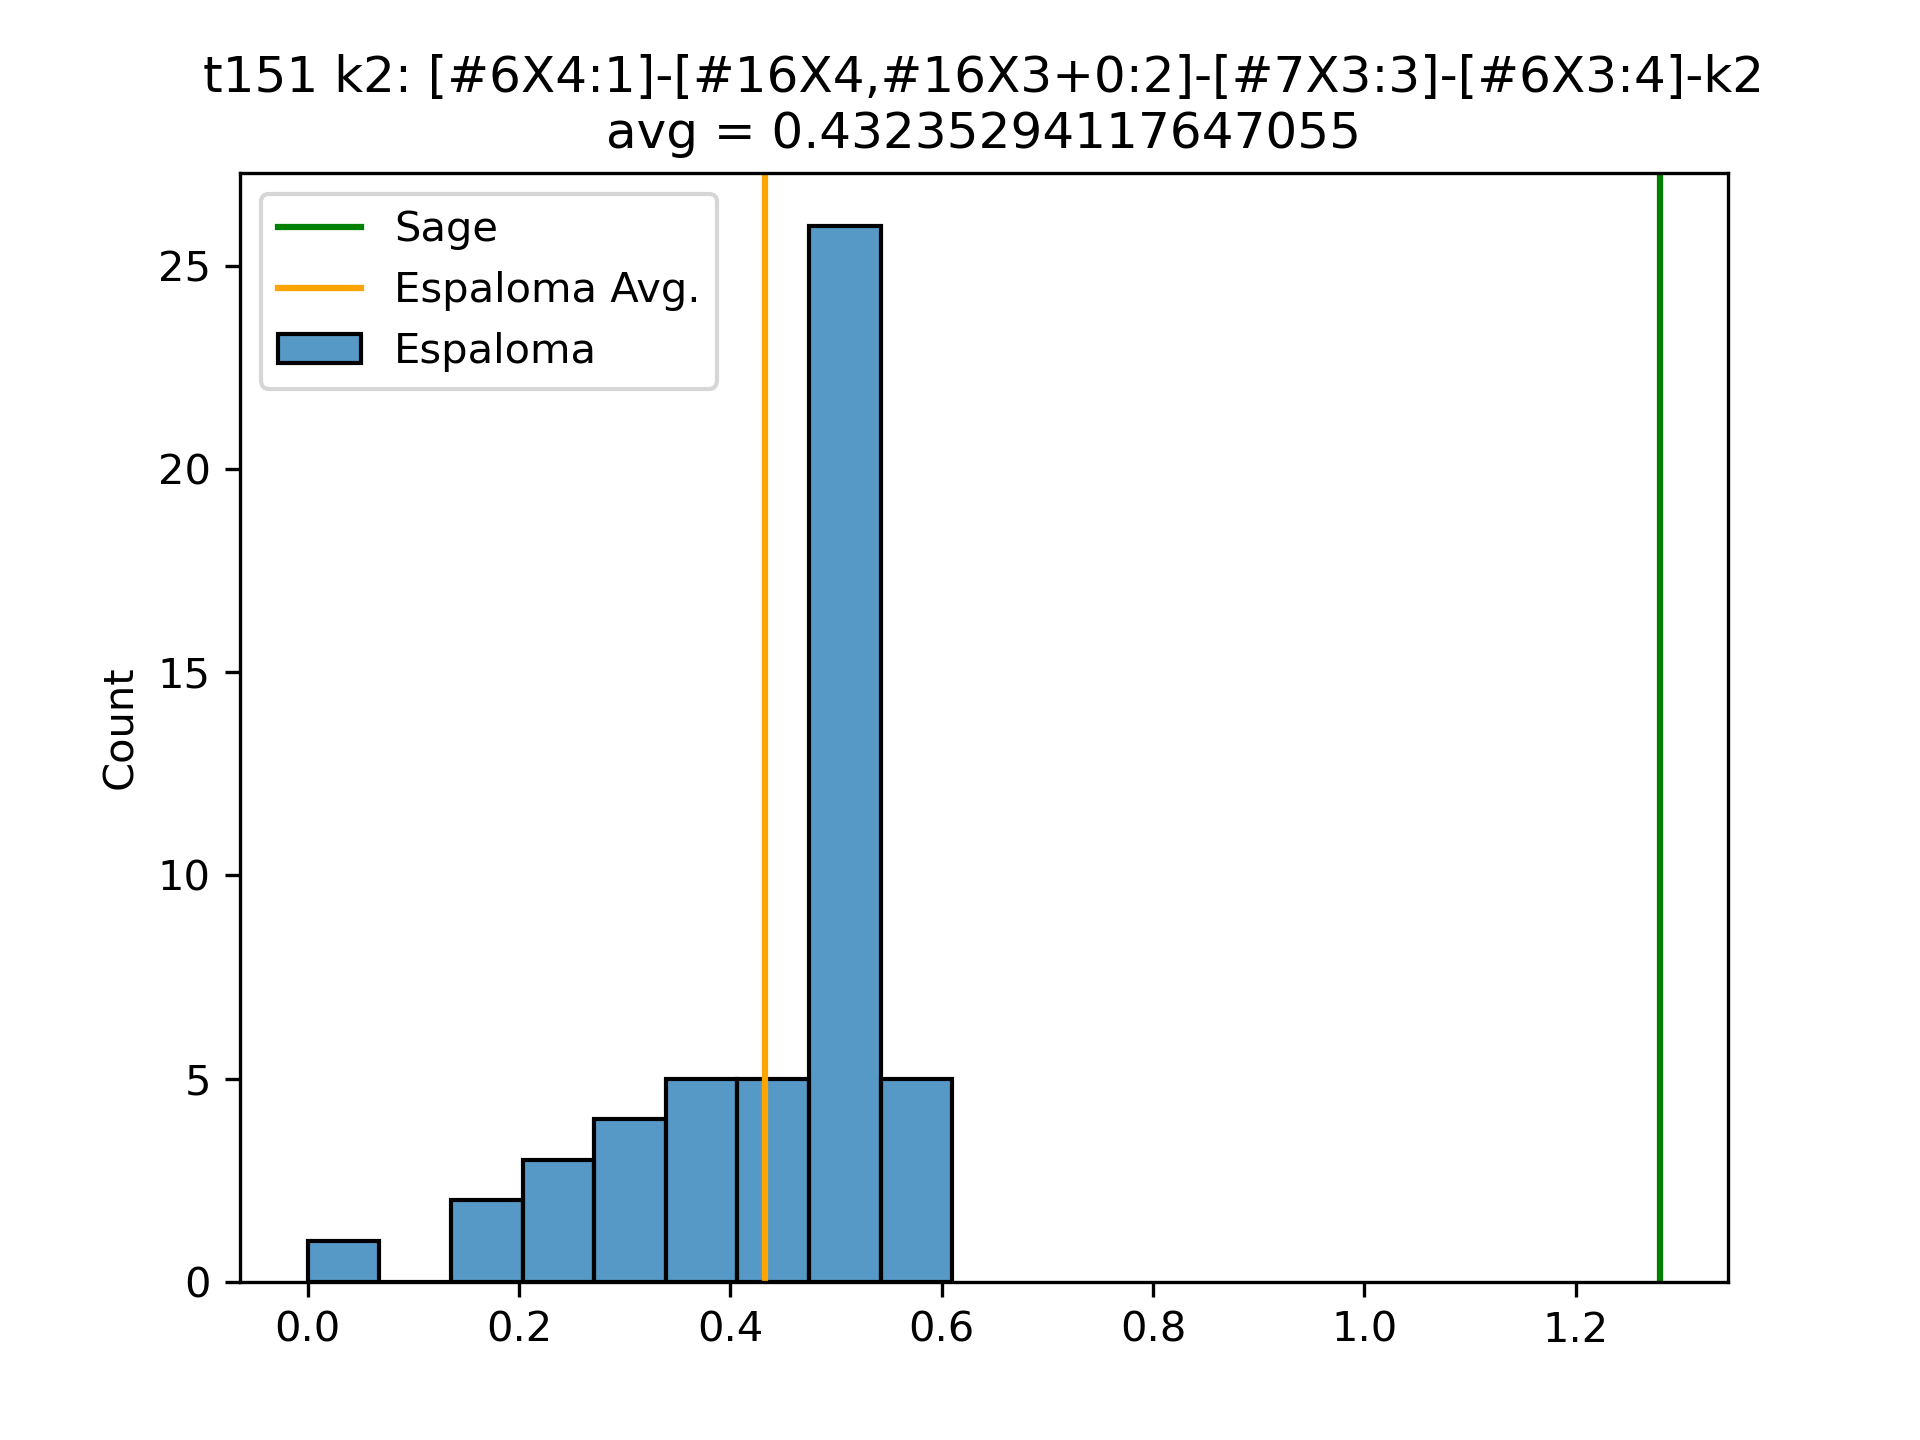 t151 k2: [#6X4:1]-[#16X4,#16X3+0:2]-[#7X3:3]-[#6X3:4]-k2
avg = 0.43235294117647055
Sage
Espaloma Avg.
Espaloma
Count
25
20
15
10
5
0
0.0 0.2 0.4 0.6 0.8 1.0 1.2